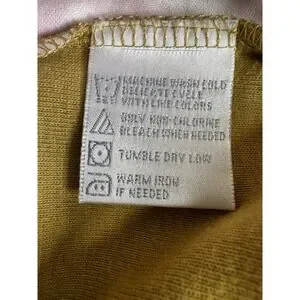 MACHINE WASH COLD
DELICATE CYCLE
WITH LIKE COLORS
ONLY NON-CHLORINE
BLEACH WHEN NEEDED
TUMBLE DRY LOW
WARM IRON
IF NEEDED